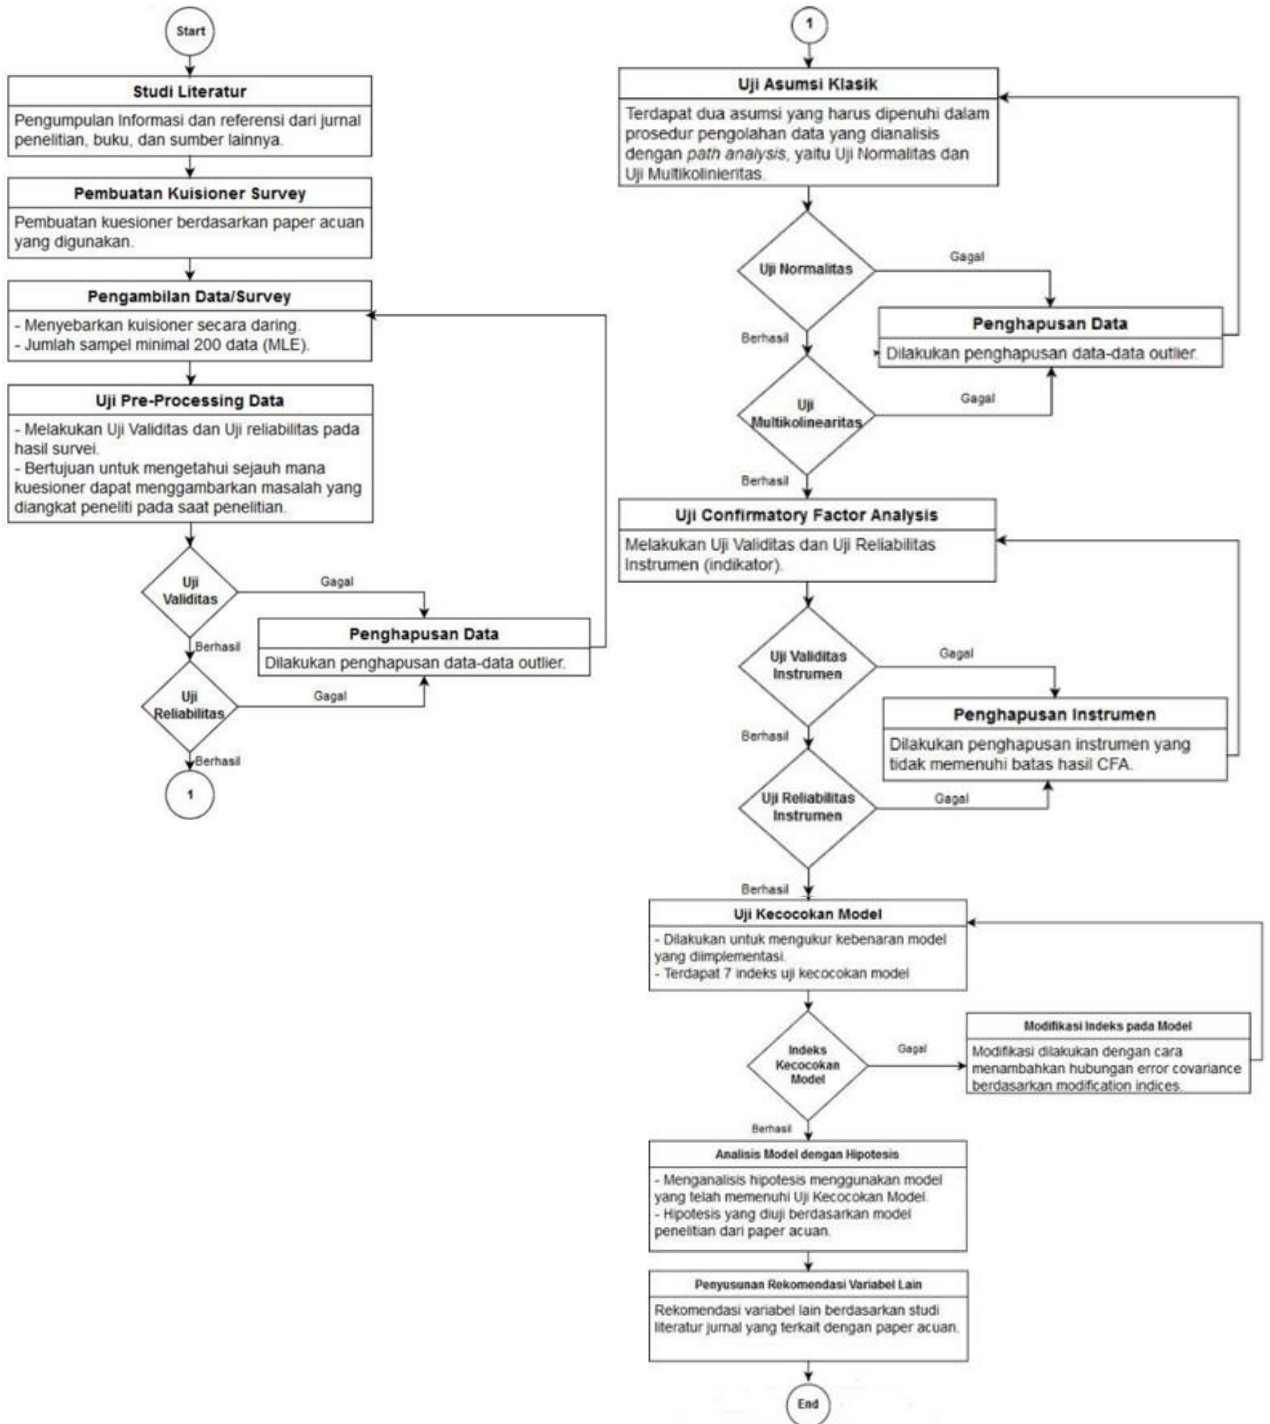 Start
Studi Literatur
Pengumpulan Informasi dan referensi dari jurnal
penelitian, buku, dan sumber lainnya.
Pembuatan Kuisioner Survey
Pembuatan kuesioner berdasarkan paper acuan
yang digunakan.
Pengambilan Data/Survey
- Menyebarkan kuisioner secara daring.
- Jumlah sampel minimal 200 data (MLE).
Uji Pre-Processing Data
- Melakukan Uji Validitas dan Uji reliabilitas pada
hasil survei.
- Bertujuan untuk mengetahui sejauh mana
kuesioner dapat menggambarkan masalah yang
diangkat peneliti pada saat penelitian.
Uji
Validitas
Gagal
Berhasil
Penghapusan Data
Dilakukan penghapusan data-data outlier.
Uji
Reliabilitas
Gagal
Berhasil
1
1
Uji Asumsi Klasik
Terdapat dua asumsi yang harus dipenuhi dalam
prosedur pengolahan data yang dianalisis
dengan path analysis, yaitu Uji Normalitas dan
Uji Multikolinieritas.
Uji Normalitas
Gagal
Berhasil
Penghapusan Data
Dilakukan penghapusan data-data outlier.
Uji
Multikolinearitas
Gagal
Berhasil
Uji Confirmatory Factor Analysis
Melakukan Uji Validitas dan Uji Reliabilitas
Instrumen (indikator).
Uji Validitas
Instrumen
Gagal
Berhasil
Penghapusan Instrumen
Dilakukan penghapusan instrumen yang
tidak memenuhi batas hasil CFA.
Uji Reliabilitas
Instrumen
Gagal
Berhasil
Uji Kecocokan Model
- Dilakukan untuk mengukur kebenaran model
yang diimplementasi.
- Terdapat 7 indeks uji kecocokan model
Indeks
Kecocokan
Model
Gagal
Berhasil
Modifikasi Indeks pada Model
Modifikasi dilakukan dengan cara
menambahkan hubungan error covariance
berdasarkan modification indices.
Analisis Model dengan Hipotesis
- Menganalisis hipotesis menggunakan model
yang telah memenuhi Uji Kecocokan Model.
- Hipotesis yang diuji berdasarkan model
penelitian dari paper acuan.
Penyusunan Rekomendasi Variabel Lain
Rekomendasi variabel lain berdasarkan studi
literatur jurnal yang terkait dengan paper acuan.
End